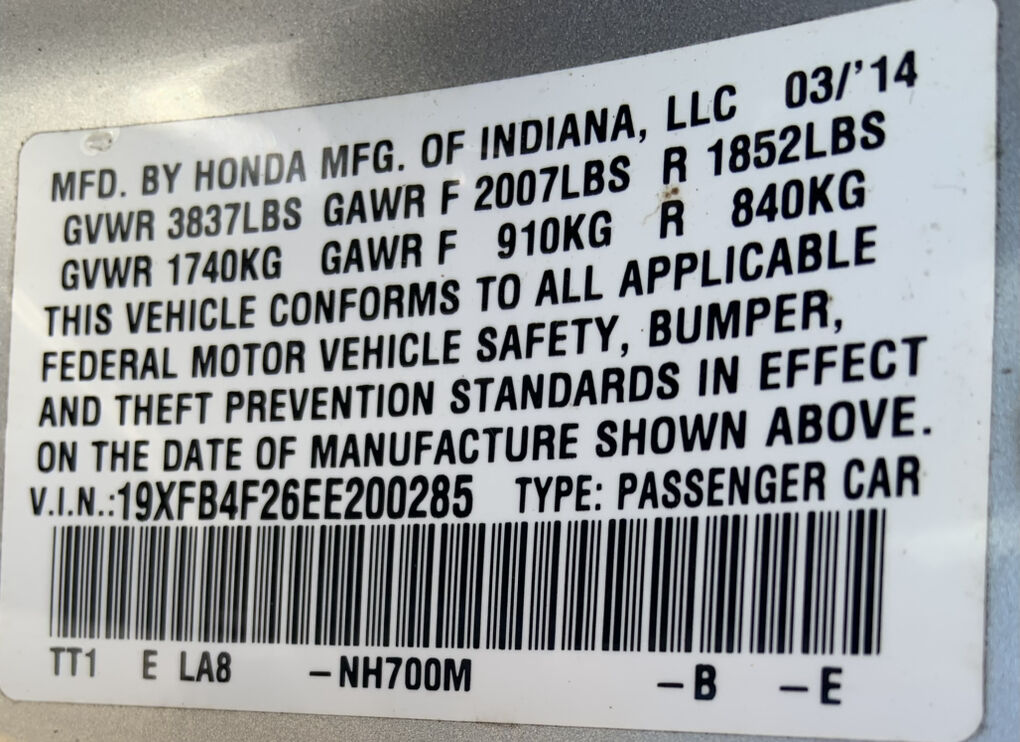 MFD. BY HONDA MFG. OF INDIANA, LLC 03/'14
GVWR 3837LBS GAWR F 2007LBS R 1852LBS
GVWR 1740KG GAWR F 910KG R 840KG
THIS VEHICLE CONFORMS TO ALL APPLICABLE
FEDERAL MOTOR VEHICLE SAFETY, BUMPER,
AND THEFT PREVENTION STANDARDS IN EFFECT
ON THE DATE OF MANUFACTURE SHOWN ABOVE.
V.I.N.:19XFB4F26EE200285 TYPE: PASSENGER CAR
TT1 E LA8 –NH700M –B –E